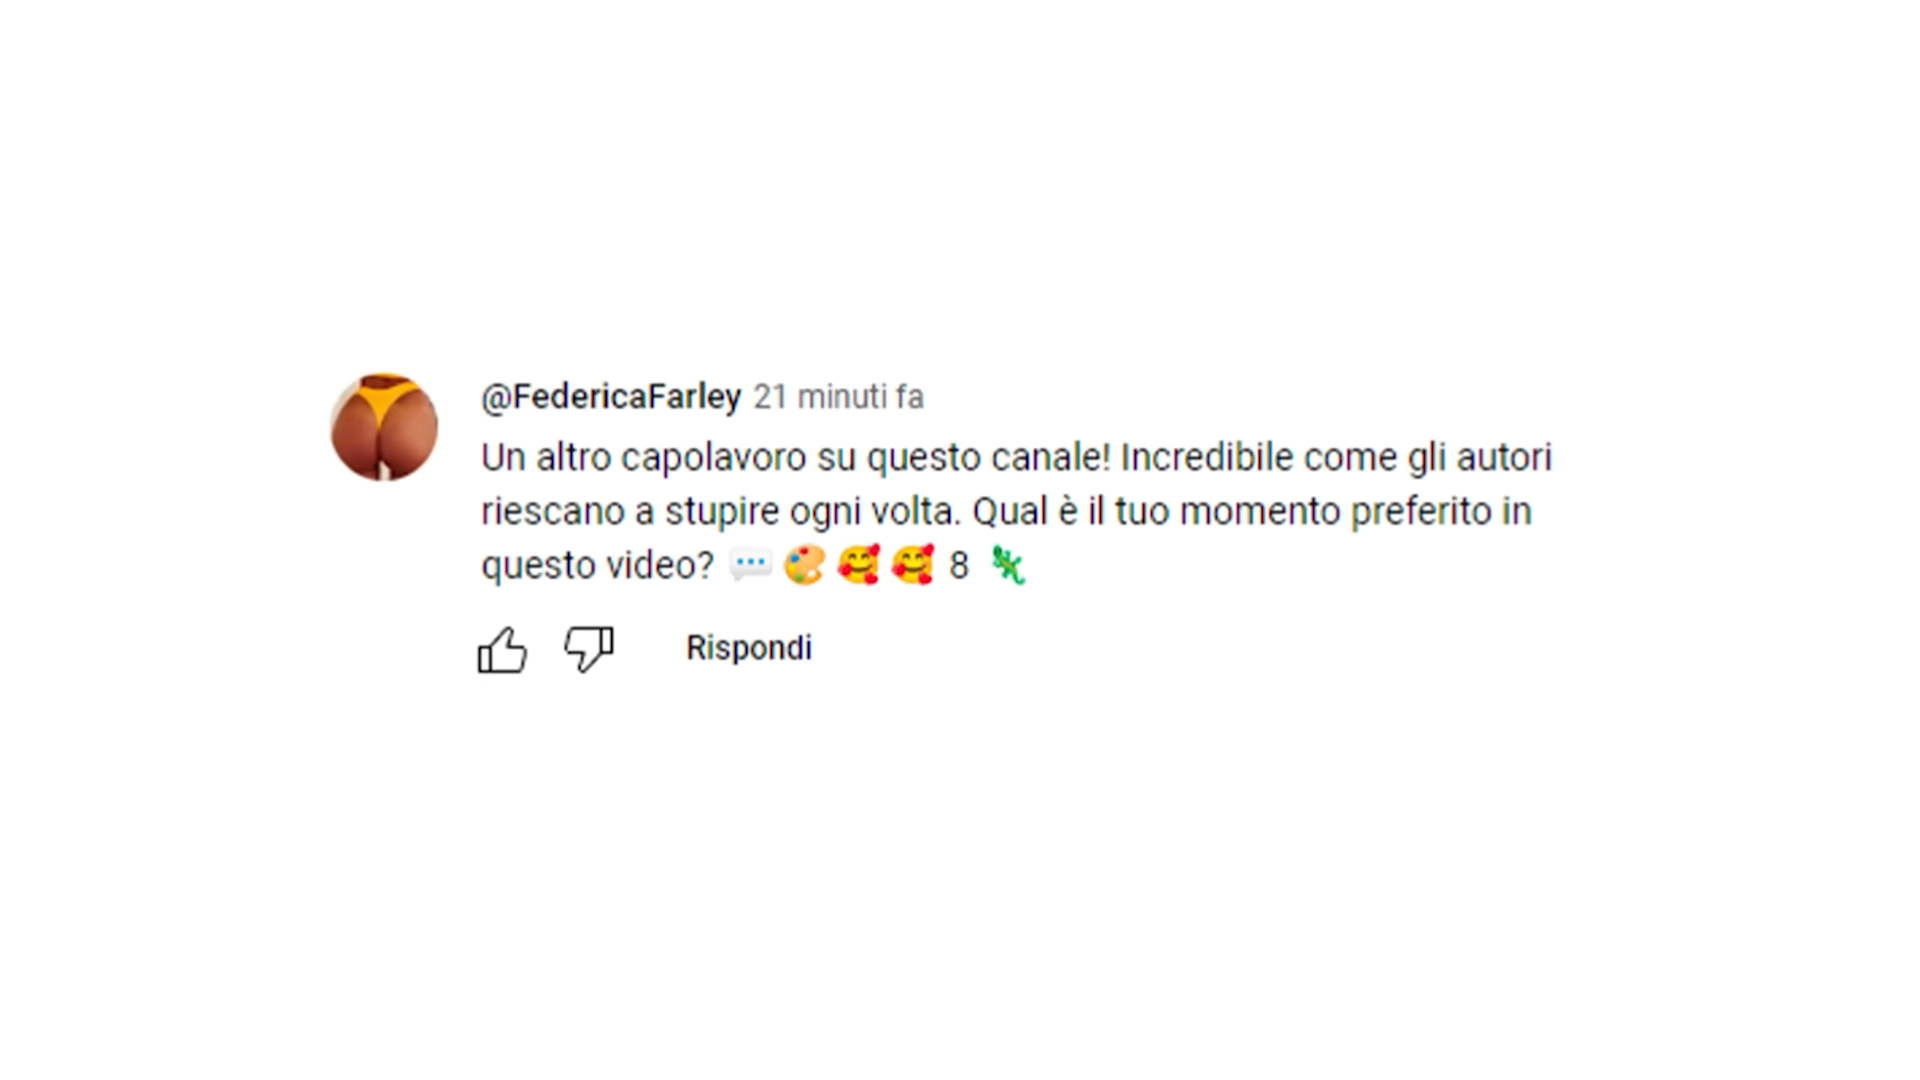 @FedericaFarley 21 minuti fa
Un altro capolavoro su questo canale! Incredibile come gli autori
riescano a stupire ogni volta. Qual è il tuo momento preferito in
questo video? 💬🎨🥰🥰 8 🦎
Rispondi